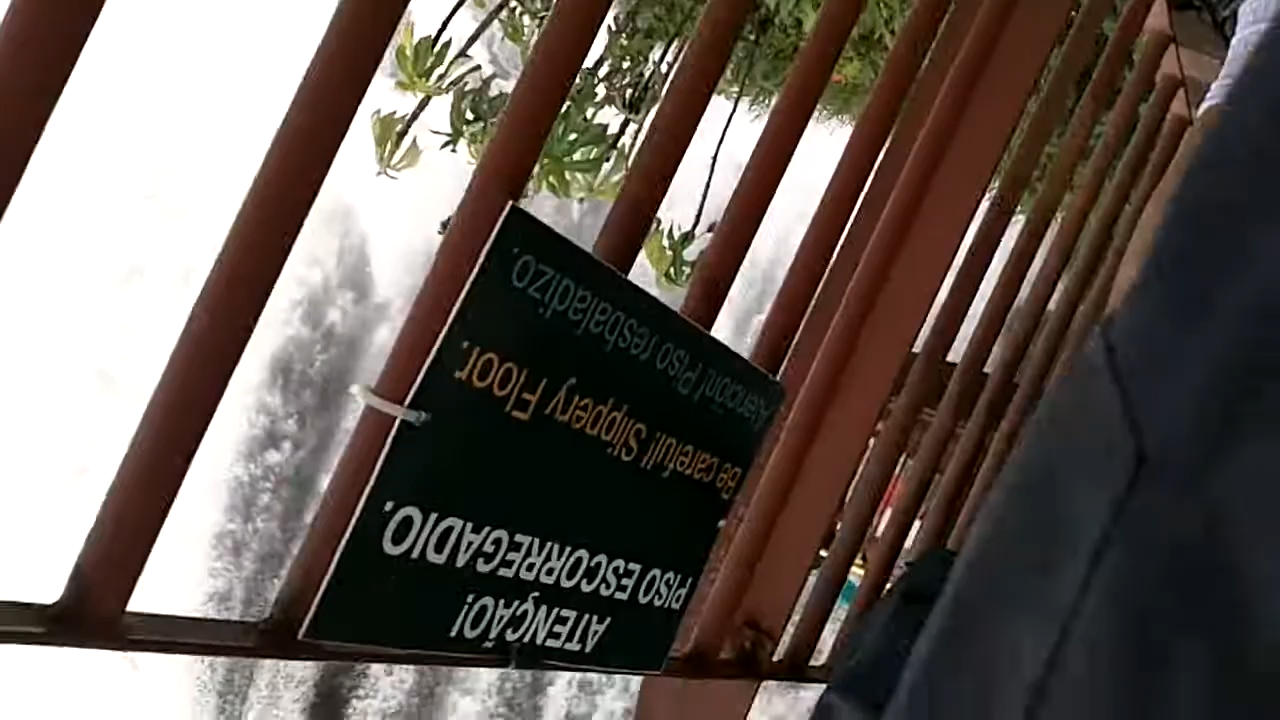 ATENÇÃO!
PISO ESCORREGADIO.
Be careful! Slippery Floor.
Atención! Piso resbaladizo.